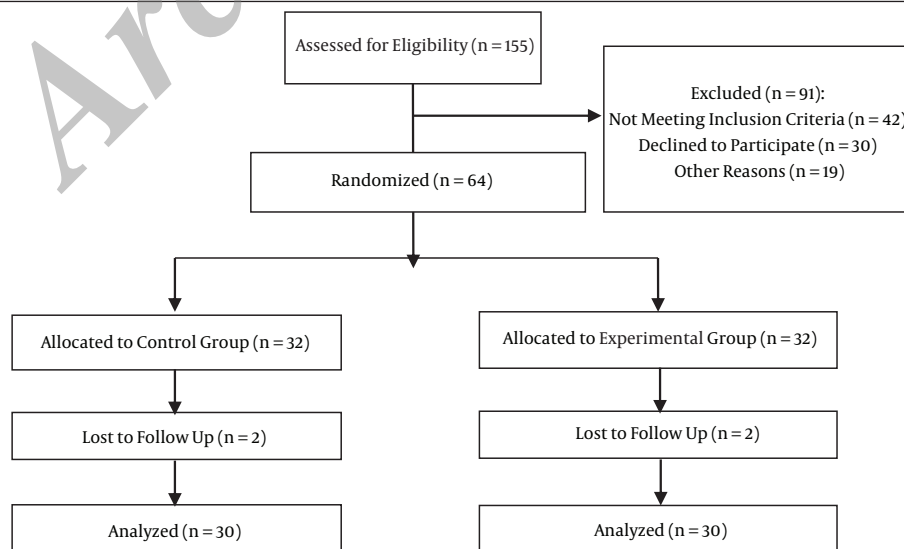 Arc
Assessed for Eligibility (n = 155)
Excluded (n = 91):
Not Meeting Inclusion Criteria (n = 42)
Declined to Participate (n = 30)
Other Reasons (n = 19)
Randomized (n = 64)
Allocated to Control Group (n = 32)
Allocated to Experimental Group (n = 32)
Lost to Follow Up (n = 2)
Lost to Follow Up (n = 2)
Analyzed (n = 30)
Analyzed (n = 30)